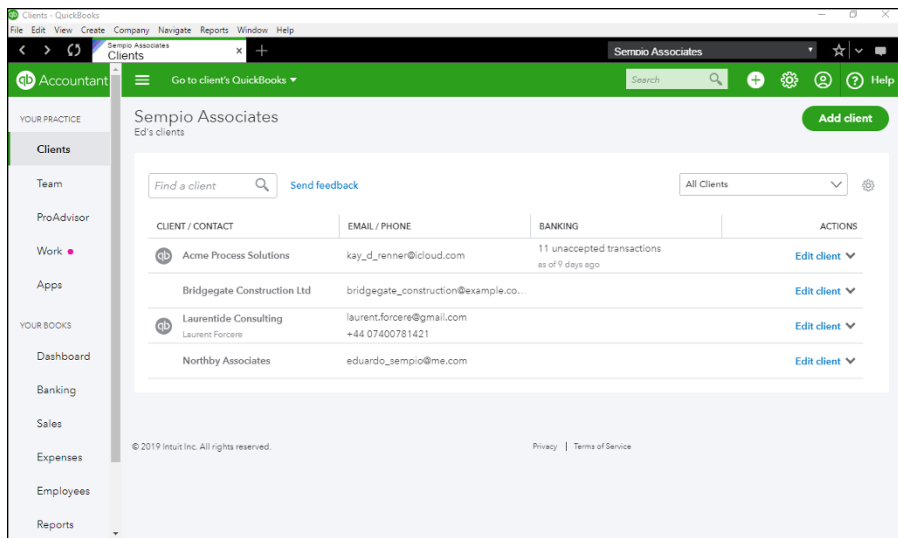 Clients - QuickBooks
File Edit View Create Company Navigate Reports Window Help
Sempio Associates
Clients
Sempio Associates
qb Accountant
Go to client's QuickBooks
Search
Help
YOUR PRACTICE
Clients
Team
ProAdvisor
Work
Apps
YOUR BOOKS
Dashboard
Banking
Sales
Expenses
Employees
Reports
Sempio Associates
Ed's clients
Add client
Find a client
Send feedback
All Clients
CLIENT / CONTACT EMAIL / PHONE BANKING ACTIONS
qb Acme Process Solutions kay_d_renner@icloud.com 11 unaccepted transactions Edit client
as of 9 days ago
Bridgegate Construction Ltd bridgegate_construction@example.co... Edit client
qb Laurentide Consulting laurent.forcere@gmail.com Edit client
Laurent Forcere +44 07400781421
Northby Associates eduardo_sempio@me.com Edit client
© 2019 Intuit Inc. All rights reserved. Privacy | Terms of Service